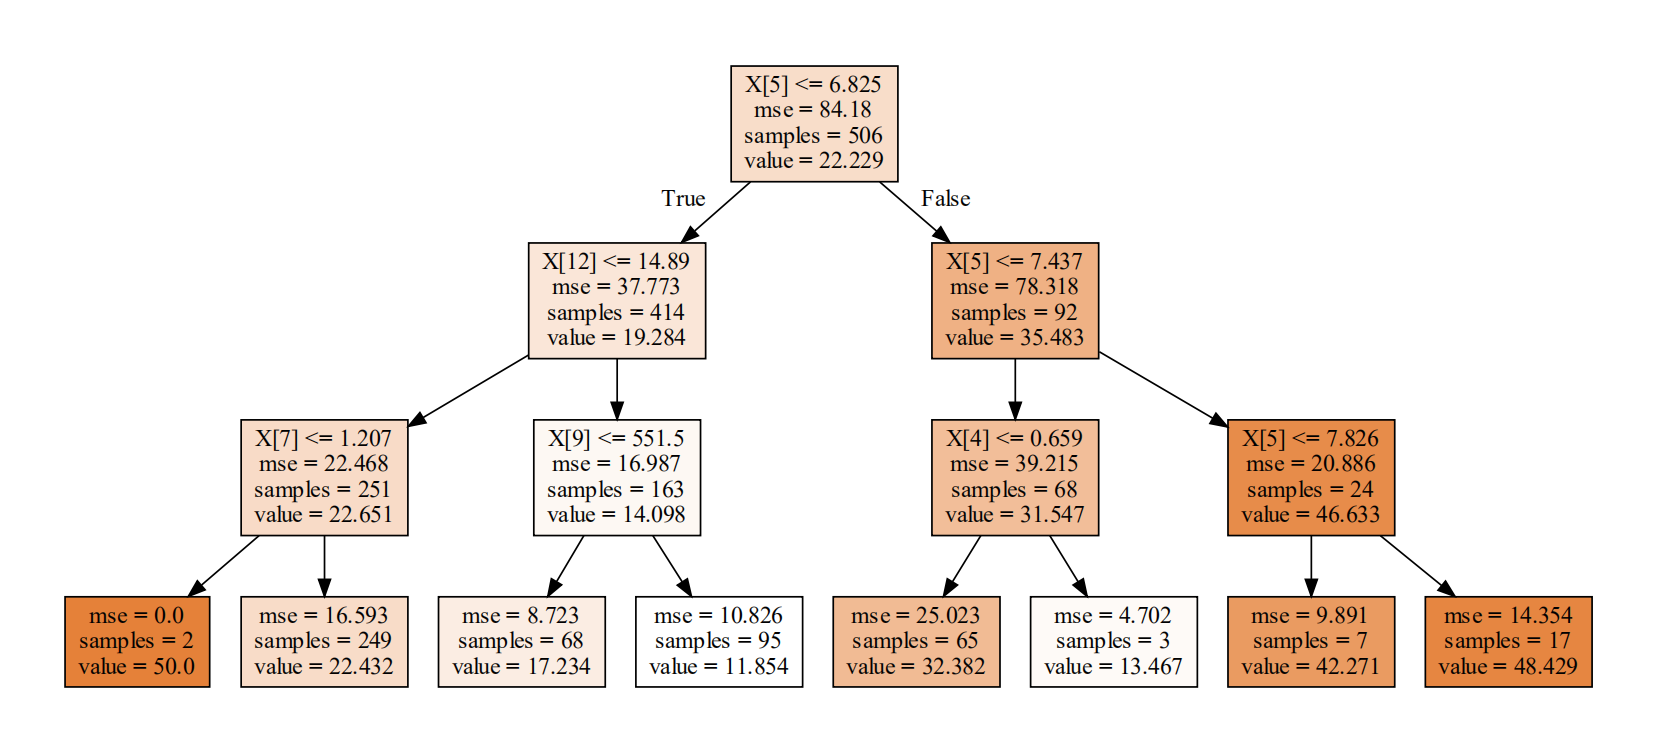 X[5] <= 6.825
mse = 84.18
samples = 506
value = 22.229
True
False
X[12] <= 14.89
mse = 37.773
samples = 414
value = 19.284
X[5] <= 7.437
mse = 78.318
samples = 92
value = 35.483
X[7] <= 1.207
mse = 22.468
samples = 251
value = 22.651
X[9] <= 551.5
mse = 16.987
samples = 163
value = 14.098
X[4] <= 0.659
mse = 39.215
samples = 68
value = 31.547
X[5] <= 7.826
mse = 20.886
samples = 24
value = 46.633
mse = 0.0
samples = 2
value = 50.0
mse = 16.593
samples = 249
value = 22.432
mse = 8.723
samples = 68
value = 17.234
mse = 10.826
samples = 95
value = 11.854
mse = 25.023
samples = 65
value = 32.382
mse = 4.702
samples = 3
value = 13.467
mse = 9.891
samples = 7
value = 42.271
mse = 14.354
samples = 17
value = 48.429